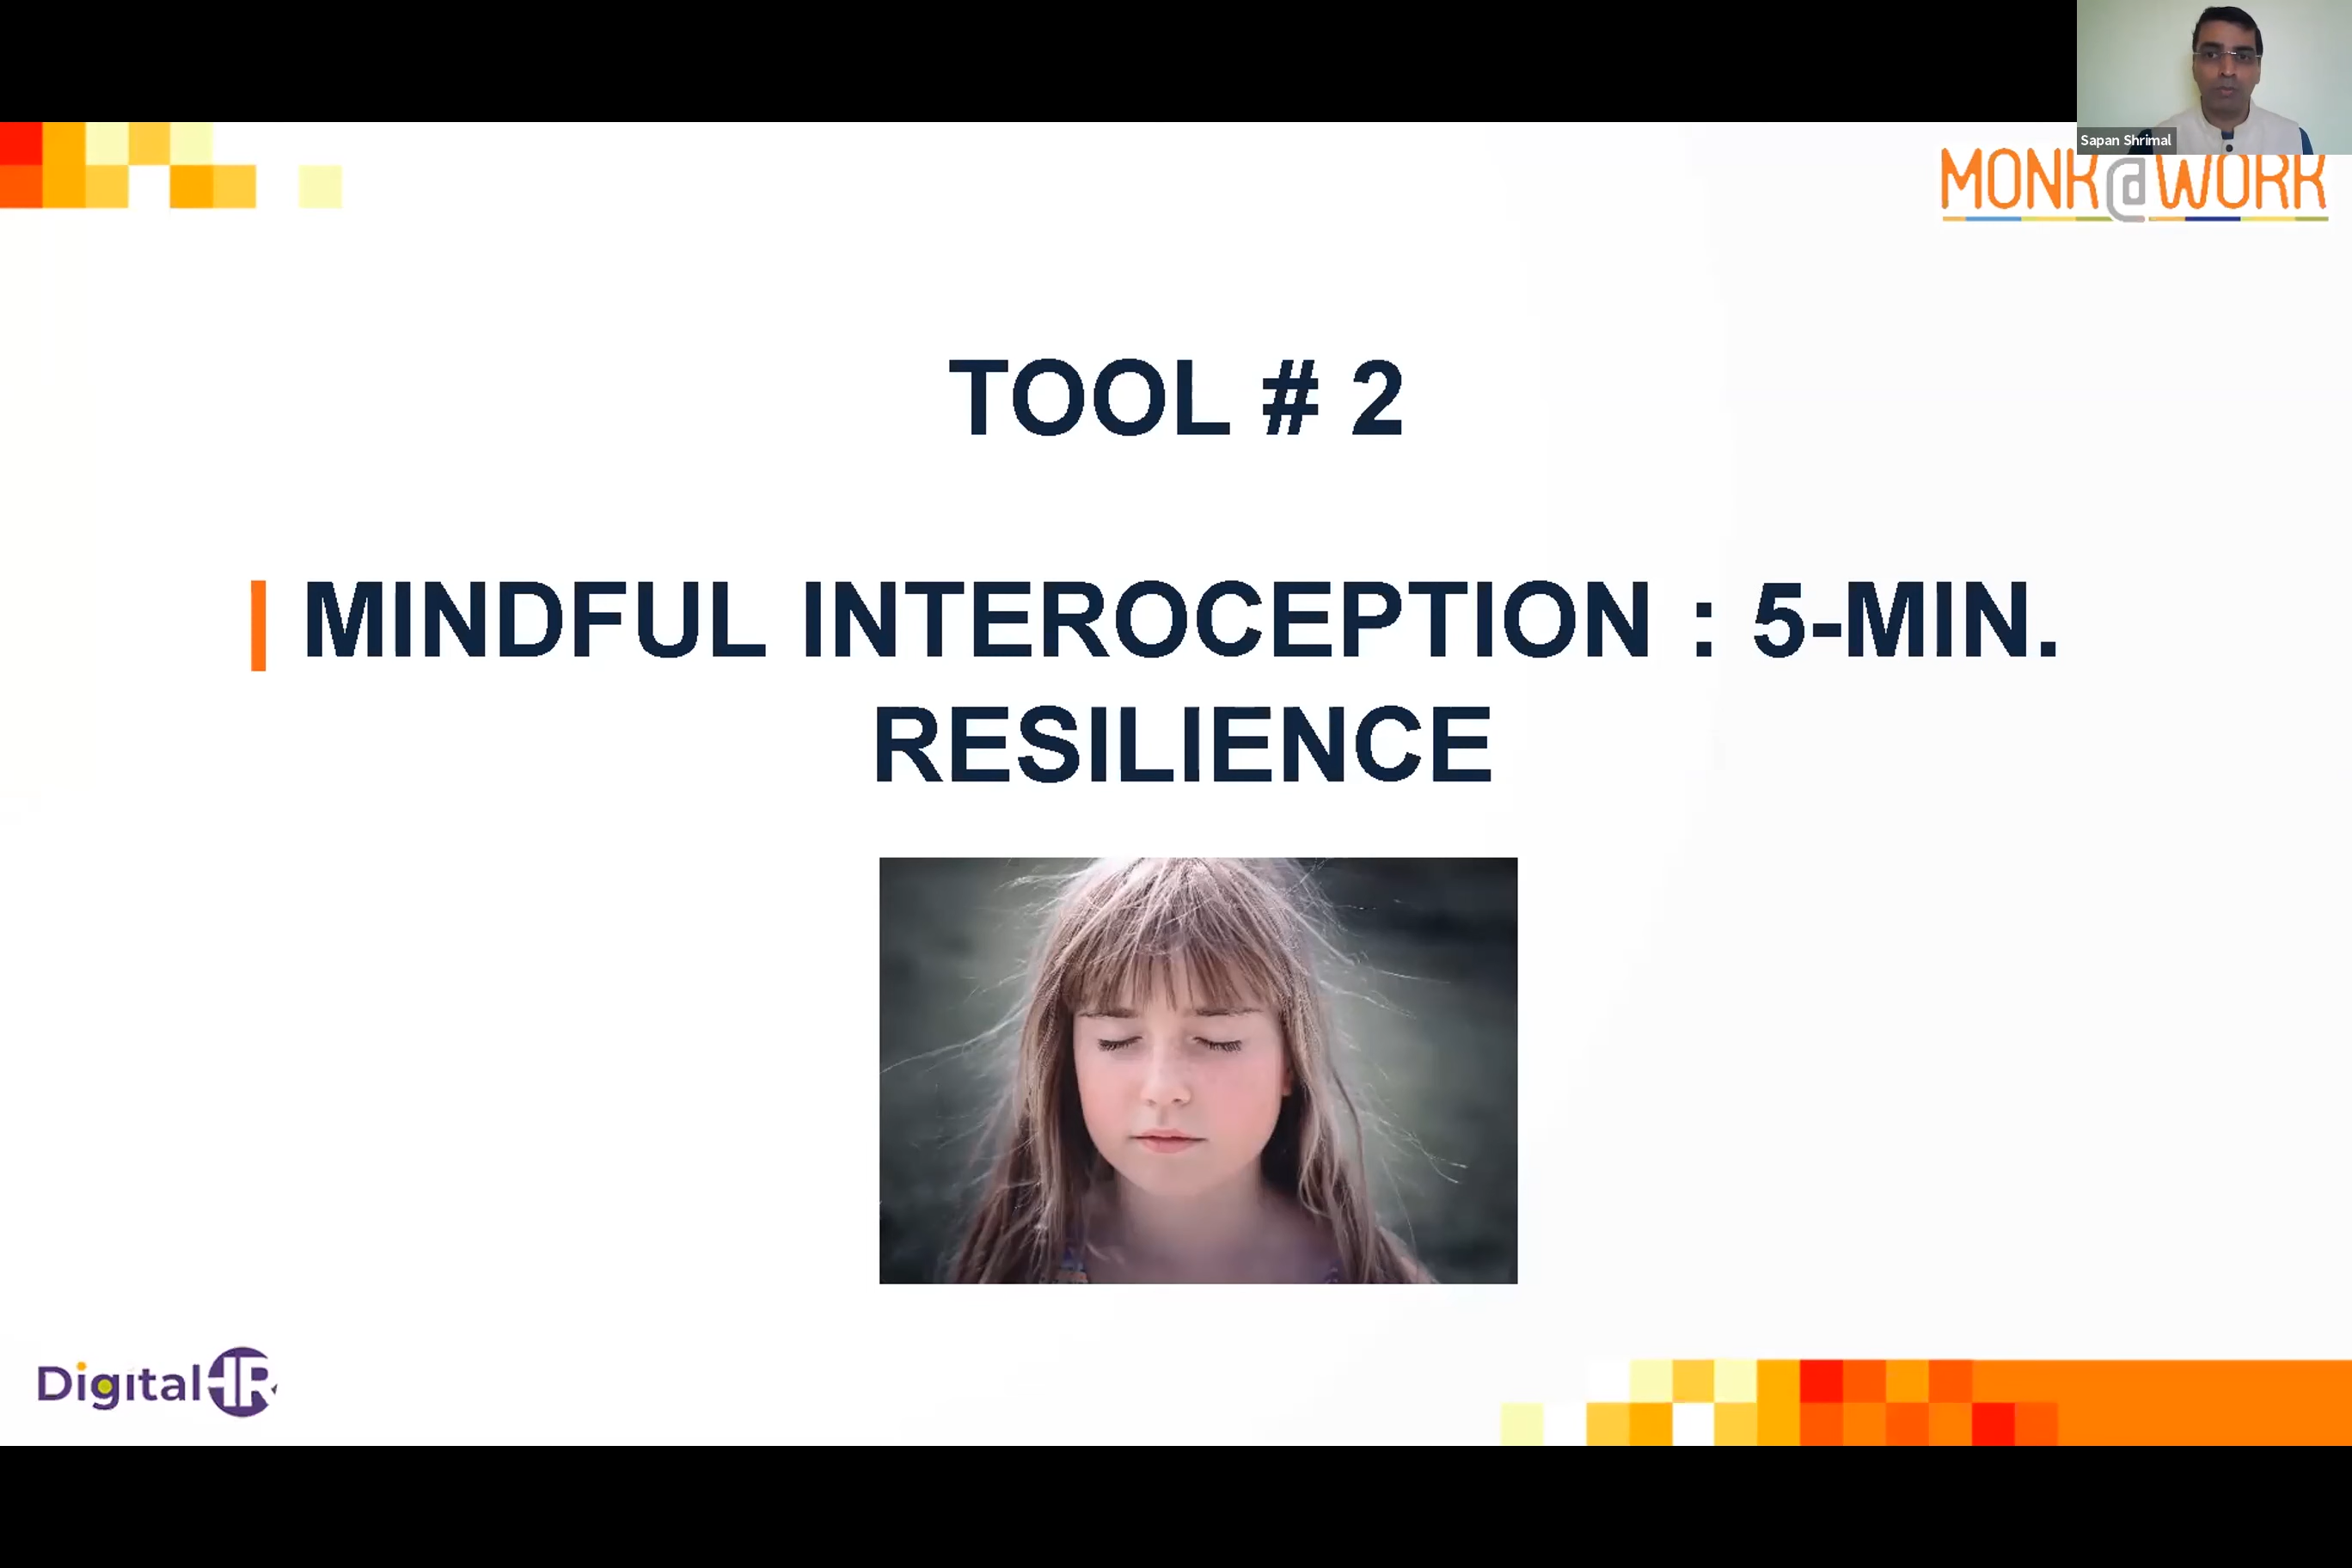 Sapan Shrimal
MONK@WORK
TOOL # 2
MINDFUL INTEROCEPTION : 5-MIN.
RESILIENCE
DigitalHR